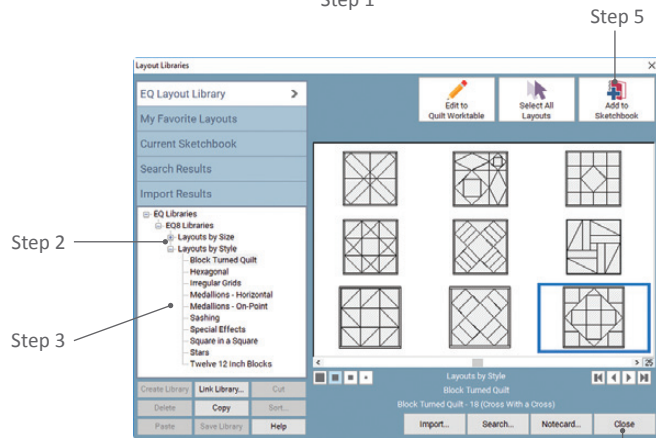 Step 1
Step 5
Layout Libraries
EQ Layout Library
My Favorite Layouts
Current Sketchbook
Search Results
Import Results
Edit to
Quilt Worktable
Select All
Layouts
Add to
Sketchbook
Step 2
Step 3
EQ Libraries
EQ8 Libraries
Layouts by Size
Layouts by Style
Block Turned Quilt
Hexagonal
Irregular Grids
Medallions - Horizontal
Medallions - On-Point
Sashing
Special Effects
Square in a Square
Stars
Twelve 12 Inch Blocks
25
Layouts by Style
Block Turned Quilt
Block Turned Quilt - 18 (Cross With a Cross)
Create Library
Link Library...
Cut
Delete
Copy
Sort...
Paste
Save Library
Help
Import...
Search...
Notecard...
Close